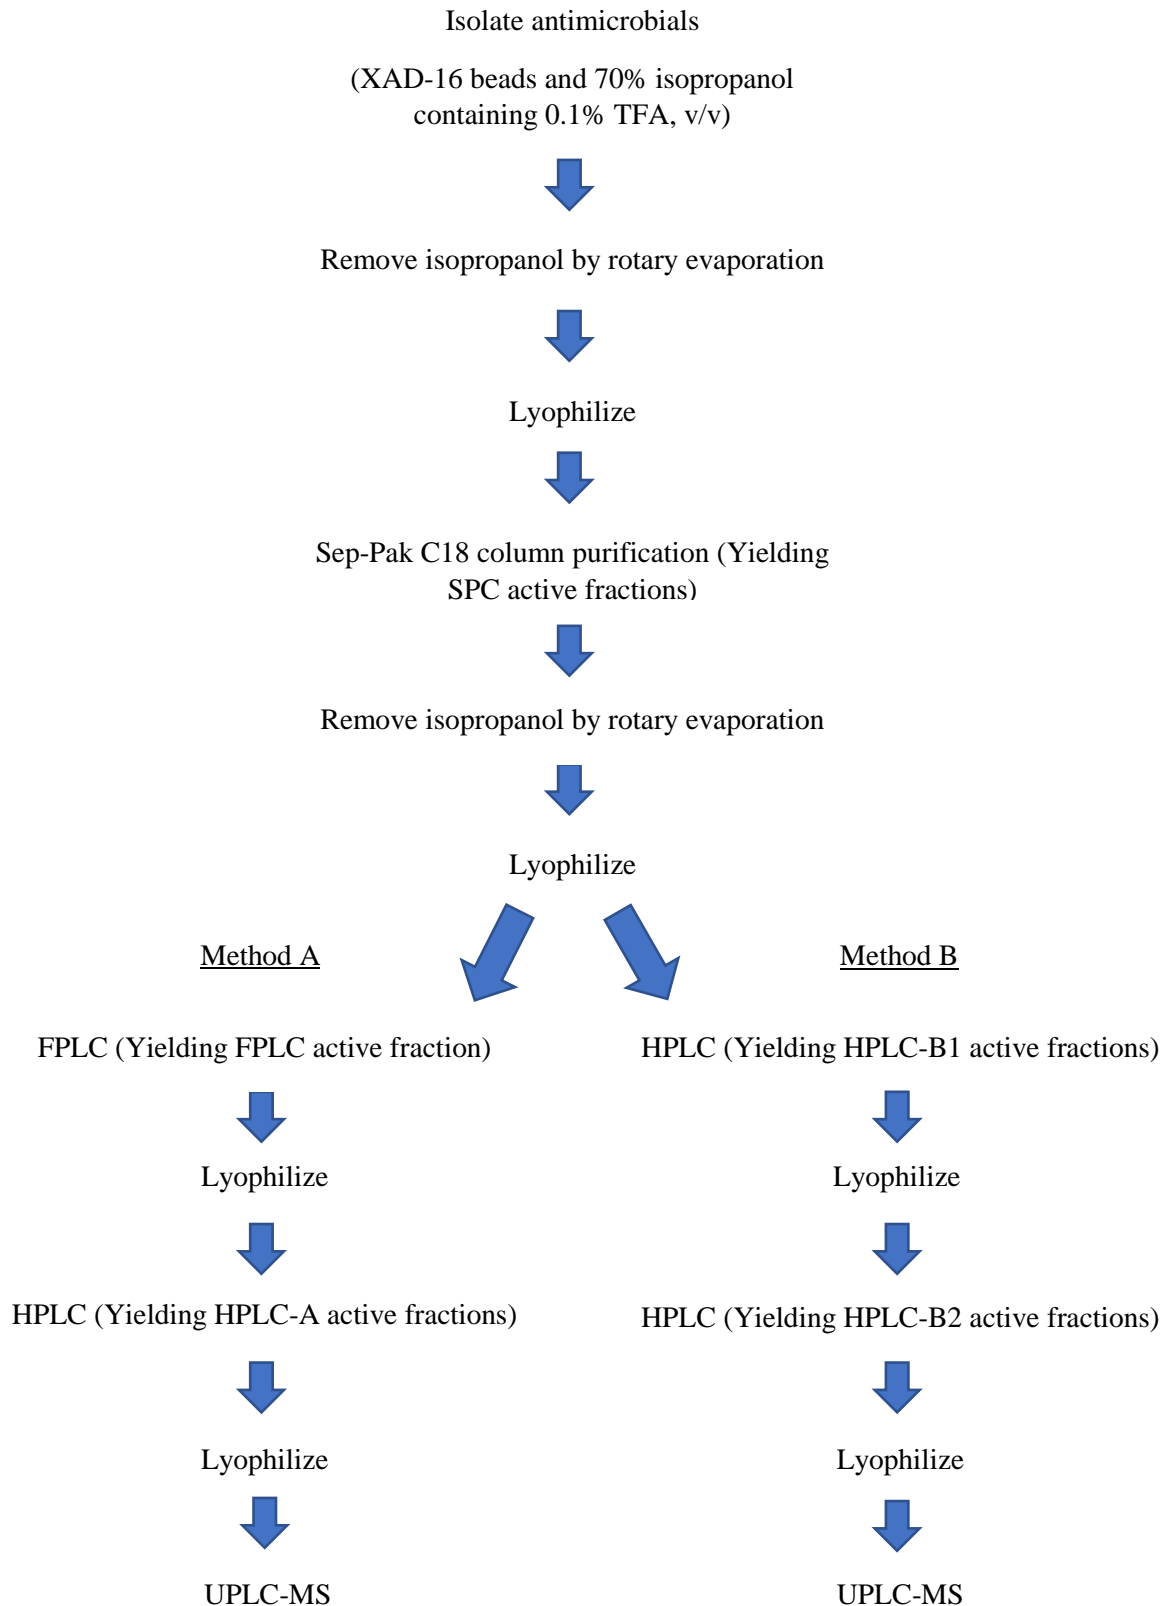 Isolate antimicrobials
(XAD-16 beads and 70% isopropanol
containing 0.1% TFA, v/v)
Remove isopropanol by rotary evaporation
Lyophilize
Sep-Pak C18 column purification (Yielding
SPC active fractions)
Remove isopropanol by rotary evaporation
Lyophilize
Method A
Method B
FPLC (Yielding FPLC active fraction)
HPLC (Yielding HPLC-B1 active fractions)
Lyophilize
Lyophilize
HPLC (Yielding HPLC-A active fractions)
HPLC (Yielding HPLC-B2 active fractions)
Lyophilize
Lyophilize
UPLC-MS
UPLC-MS